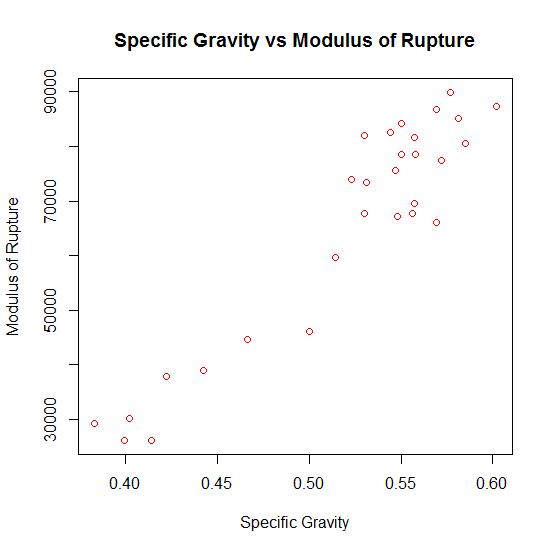 Specific Gravity vs Modulus of Rupture
90000
70000
50000
30000
Modulus of Rupture
0.40 0.45 0.50 0.55 0.60
Specific Gravity